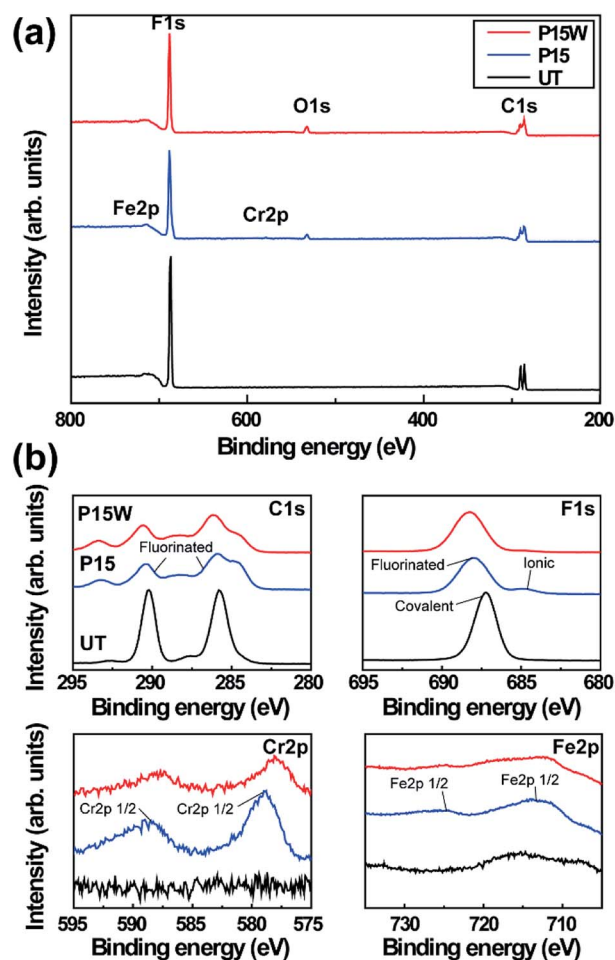 (a)
F1s
P15W
P15
UT
O1s
C1s
Fe2p
Cr2p
Intensity (arb. units)
800
600
400
200
Binding energy (eV)
(b)
P15W
C1s
Fluorinated
P15
UT
Intensity (arb. units)
295
290
285
280
Binding energy (eV)
F1s
Fluorinated
Ionic
Covalent
695
690
685
680
Binding energy (eV)
Cr2p
Cr2p 1/2
Cr2p 1/2
Intensity (arb. units)
595
590
585
580
575
Binding energy (eV)
Fe2p
Fe2p 1/2
Fe2p 1/2
730
720
710
Binding energy (eV)